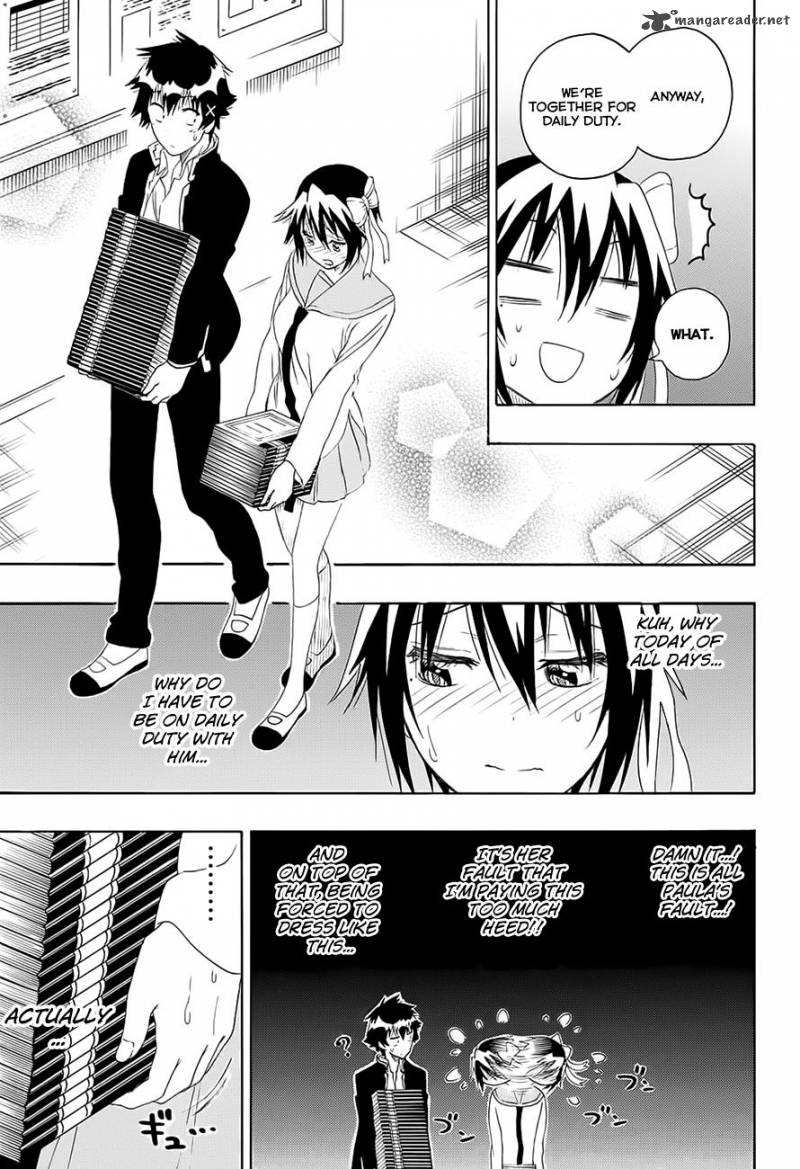 mangareader.net
ANYWAY,
WE'RE
TOGETHER FOR
DAILY DUTY.
WHAT.
KUH, WHY
TODAY OF
ALL DAYS...
WHY DO
I HAVE TO
BE ON DAILY
DUTY WITH
HIM...
DAMN IT...!
THIS IS ALL
PAULA'S
FAULT...!
IT'S HER
FAULT THAT
I'M PAYING THIS
TOO MUCH
HEED!!
AND
ON TOP OF
THAT, BEING
FORCED TO
DRESS LIKE
THIS...
?
ブン
ブン
.........
ACTUALLY
...
ギュ...